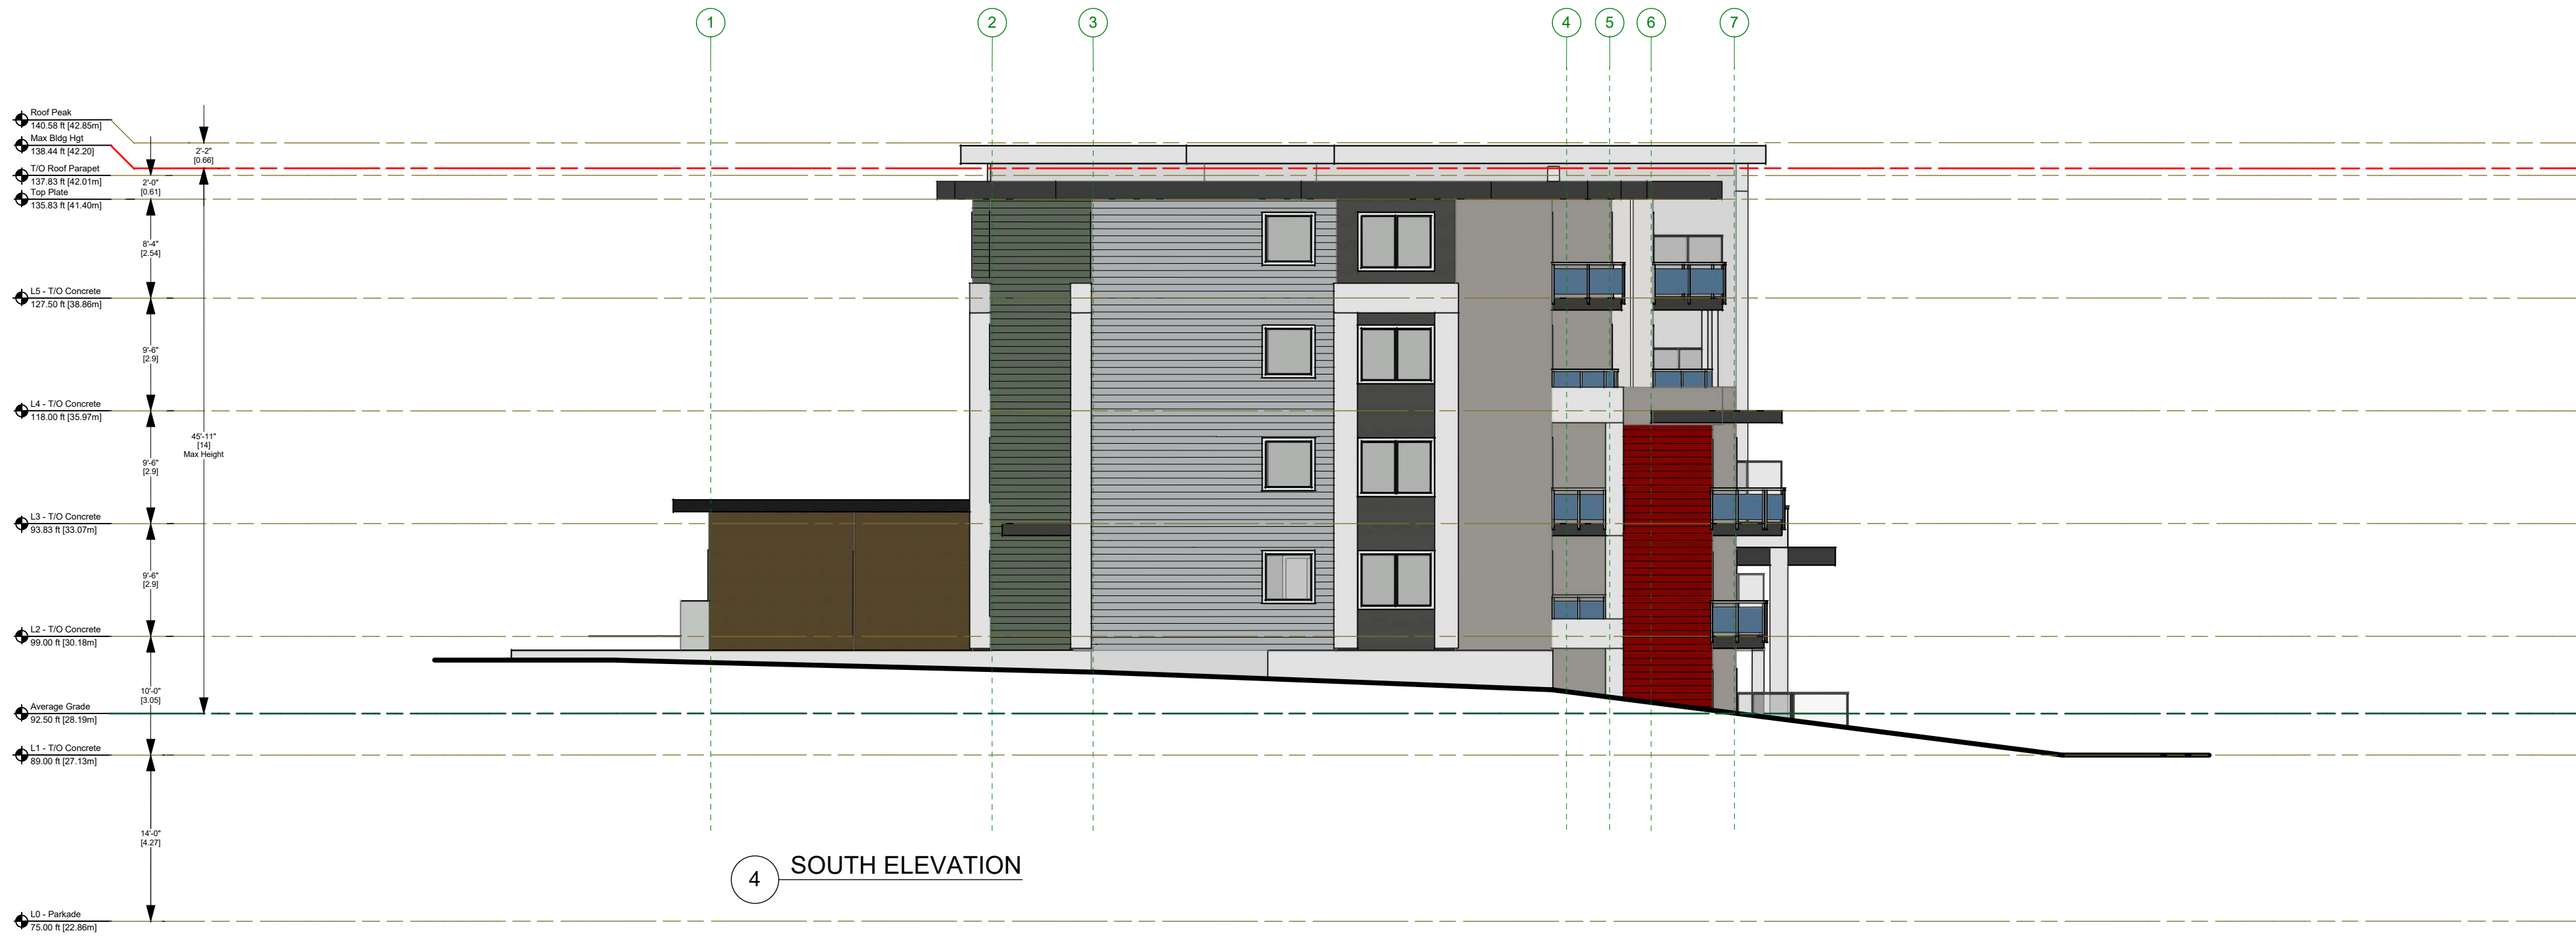 1 2 3 4 5 6 7
Roof Peak
140.58 ft [42.85m]
Max Bldg Hgt
138.44 ft [42.20]
T/O Roof Parapet
137.83 ft [42.01m]
Top Plate
135.83 ft [41.40m]
2'-2"
[0.66]
2'-0"
[0.61]
8'-4"
[2.54]
L5 - T/O Concrete
127.50 ft [38.86m]
9'-6"
[2.9]
L4 - T/O Concrete
118.00 ft [35.97m]
45'-11"
[14]
Max Height
9'-6"
[2.9]
L3 - T/O Concrete
93.83 ft [33.07m]
9'-6"
[2.9]
L2 - T/O Concrete
99.00 ft [30.18m]
10'-0"
[3.05]
Average Grade
92.50 ft [28.19m]
L1 - T/O Concrete
89.00 ft [27.13m]
14'-0"
[4.27]
L0 - Parkade
75.00 ft [22.86m]
4 SOUTH ELEVATION